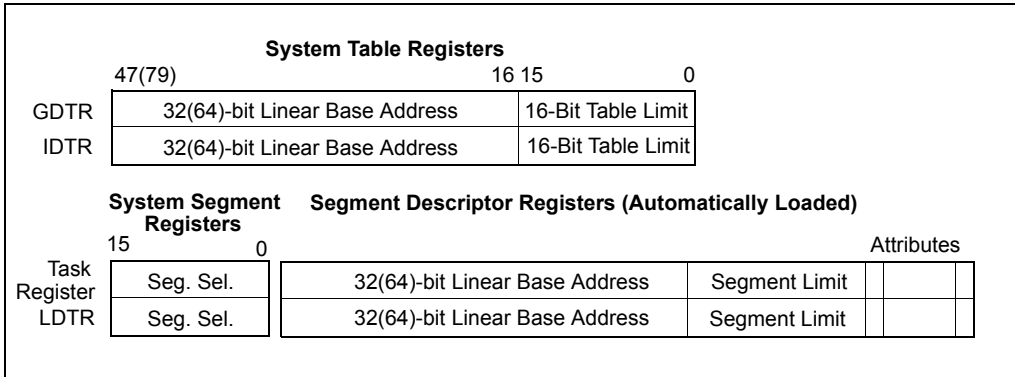 System Table Registers
47(79) 16 15 0
GDTR 32(64)-bit Linear Base Address 16-Bit Table Limit
IDTR 32(64)-bit Linear Base Address 16-Bit Table Limit
System Segment Registers Segment Descriptor Registers (Automatically Loaded)
15 0 Attributes
Task Register Seg. Sel. 32(64)-bit Linear Base Address Segment Limit
LDTR Seg. Sel. 32(64)-bit Linear Base Address Segment Limit